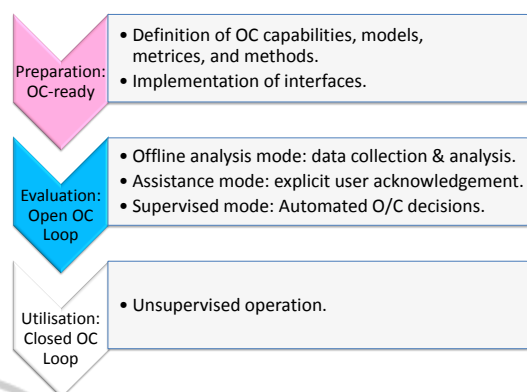 Preparation:
OC-ready
• Definition of OC capabilities, models,
metrices, and methods.
• Implementation of interfaces.
Evaluation:
Open OC
Loop
• Offline analysis mode: data collection & analysis.
• Assistance mode: explicit user acknowledgement.
• Supervised mode: Automated O/C decisions.
Utilisation:
Closed OC
Loop
• Unsupervised operation.